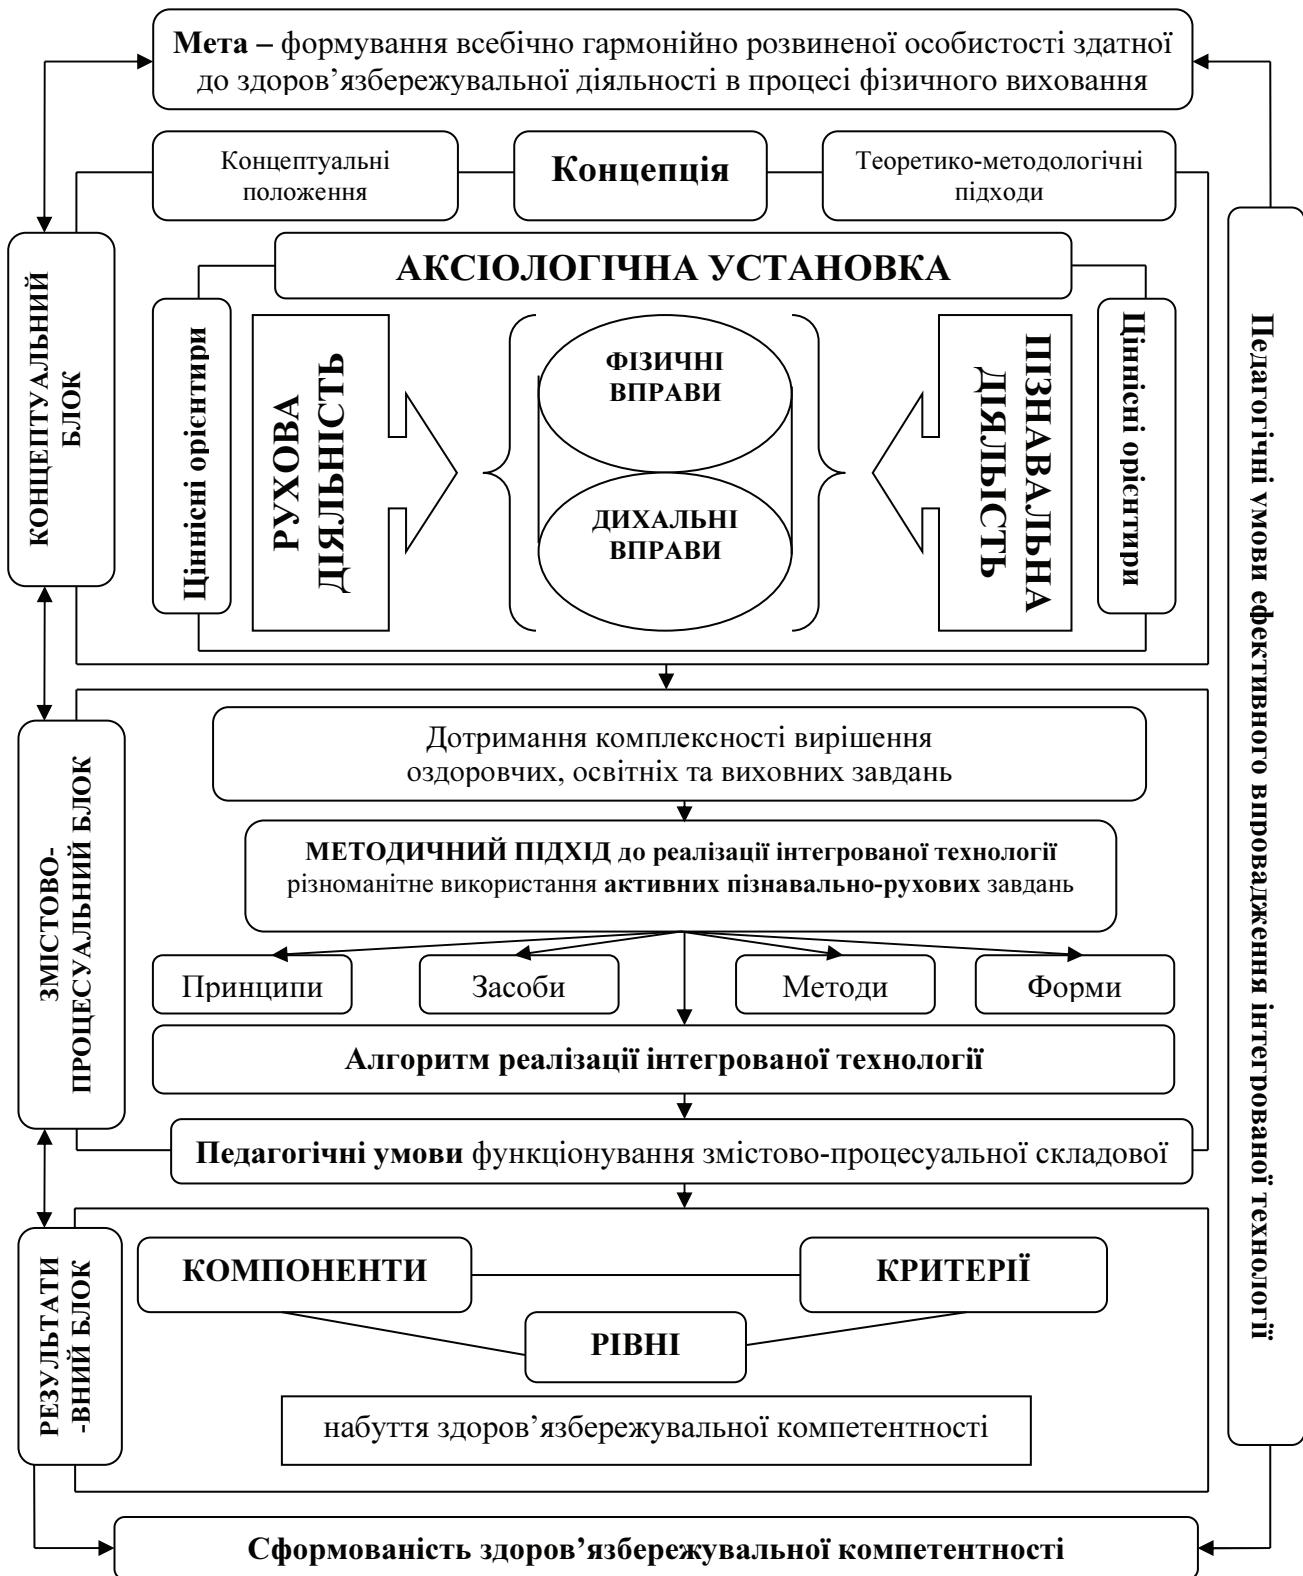 Мета – формування всебічно гармонійно розвиненої особистості здатної
до здоров’язбережувальної діяльності в процесі фізичного виховання
Концептуальні
положення
Концепція
Теоретико-методологічні
підходи
КОНЦЕПТУАЛЬНИЙ
БЛОК
АКСІОЛОГІЧНА УСТАНОВКА
Ціннісні орієнтири
РУХОВА
ДІЯЛЬНІСТЬ
ФІЗИЧНІ
ВПРАВИ
ДИХАЛЬНІ
ВПРАВИ
ПІЗНАВАЛЬНА
ДІЯЛЬІСТЬ
Ціннісні орієнтири
Педагогічні умови ефективного впровадження інтегрованої технології
ЗМІСТОВО-
ПРОЦЕСУАЛЬНИЙ БЛОК
Дотримання комплексності вирішення
оздоровчих, освітніх та виховних завдань
МЕТОДИЧНИЙ ПІДХІД до реалізації інтегрованої технології
різноманітне використання активних пізнавально-рухових завдань
Принципи
Засоби
Методи
Форми
Алгоритм реалізації інтегрованої технології
Педагогічні умови функціонування змістово-процесуальної складової
РЕЗУЛЬТАТИ
-ВНИЙ БЛОК
КОМПОНЕНТИ
КРИТЕРІЇ
РІВНІ
набуття здоров’язбережувальної компетентності
Сформованість здоров’язбережувальної компетентності